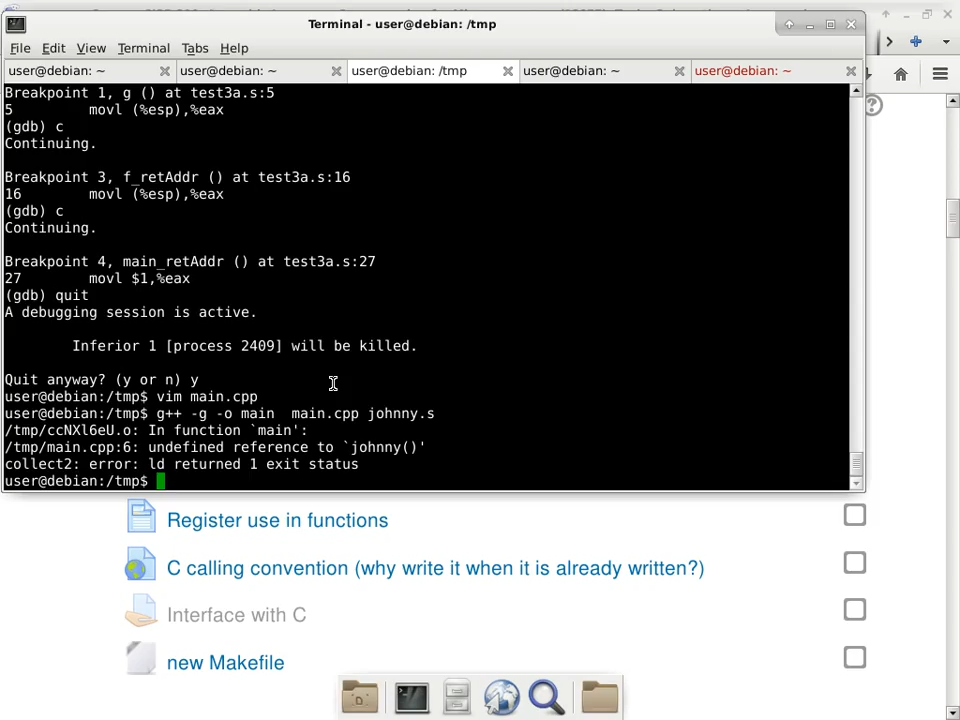 Terminal - user@debian: /tmp
File Edit View Terminal Tabs Help
user@debian: ~ user@debian: ~ user@debian: /tmp user@debian: ~ user@debian: ~
Breakpoint 1, g () at test3a.s:5
5 movl (%esp),%eax
(gdb) c
Continuing.
Breakpoint 3, f_retAddr () at test3a.s:16
16 movl (%esp),%eax
(gdb) c
Continuing.
Breakpoint 4, main_retAddr () at test3a.s:27
27 movl $1,%eax
(gdb) quit
A debugging session is active.
Inferior 1 [process 2409] will be killed.
Quit anyway? (y or n) y
user@debian:/tmp$ vim main.cpp
user@debian:/tmp$ g++ -g -o main  main.cpp johnny.s
/tmp/ccNXl6eU.o: In function `main':
/tmp/main.cpp:6: undefined reference to `johnny()'
collect2: error: ld returned 1 exit status
user@debian:/tmp$
Register use in functions
C calling convention (why write it when it is already written?)
Interface with C
new Makefile